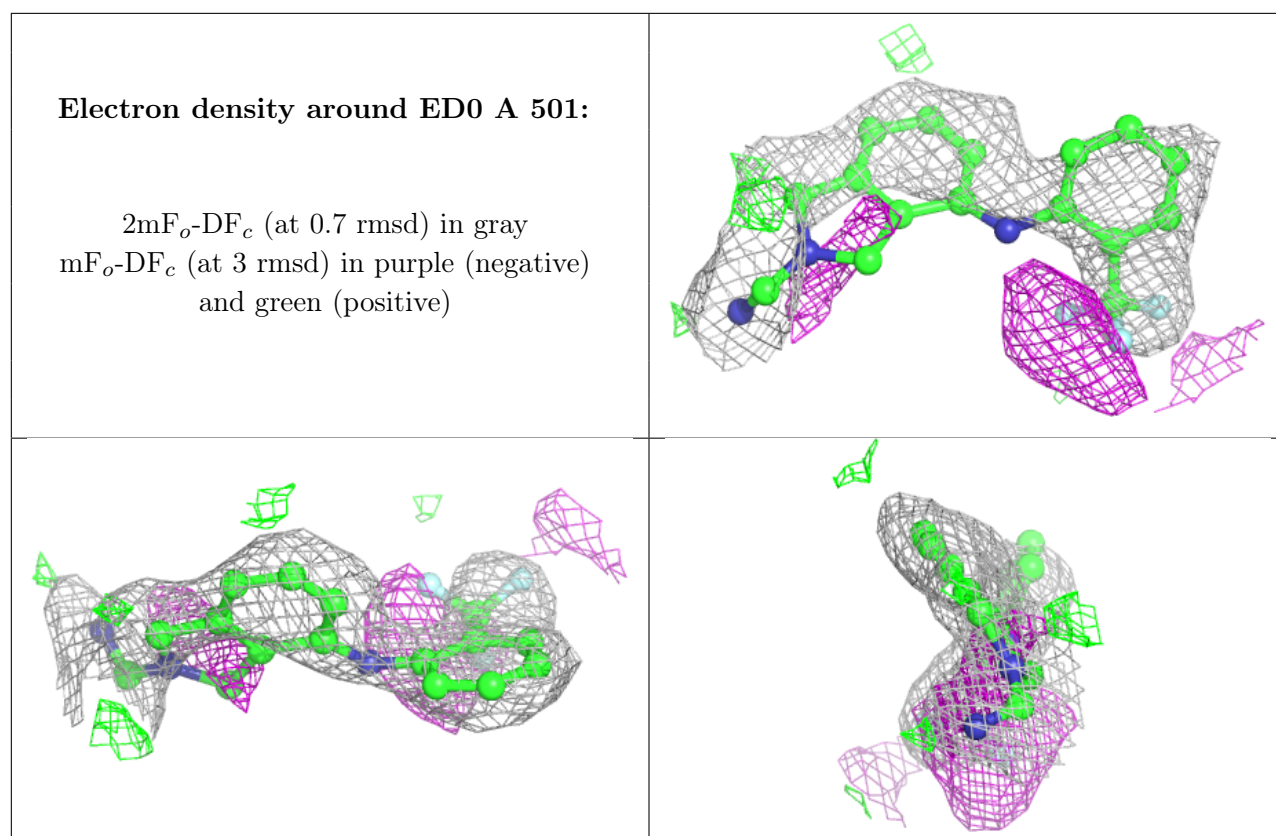 Electron density around ED0 A 501:
2mF$_o$-DF$_c$ (at 0.7 rmsd) in gray
mF$_o$-DF$_c$ (at 3 rmsd) in purple (negative)
and green (positive)